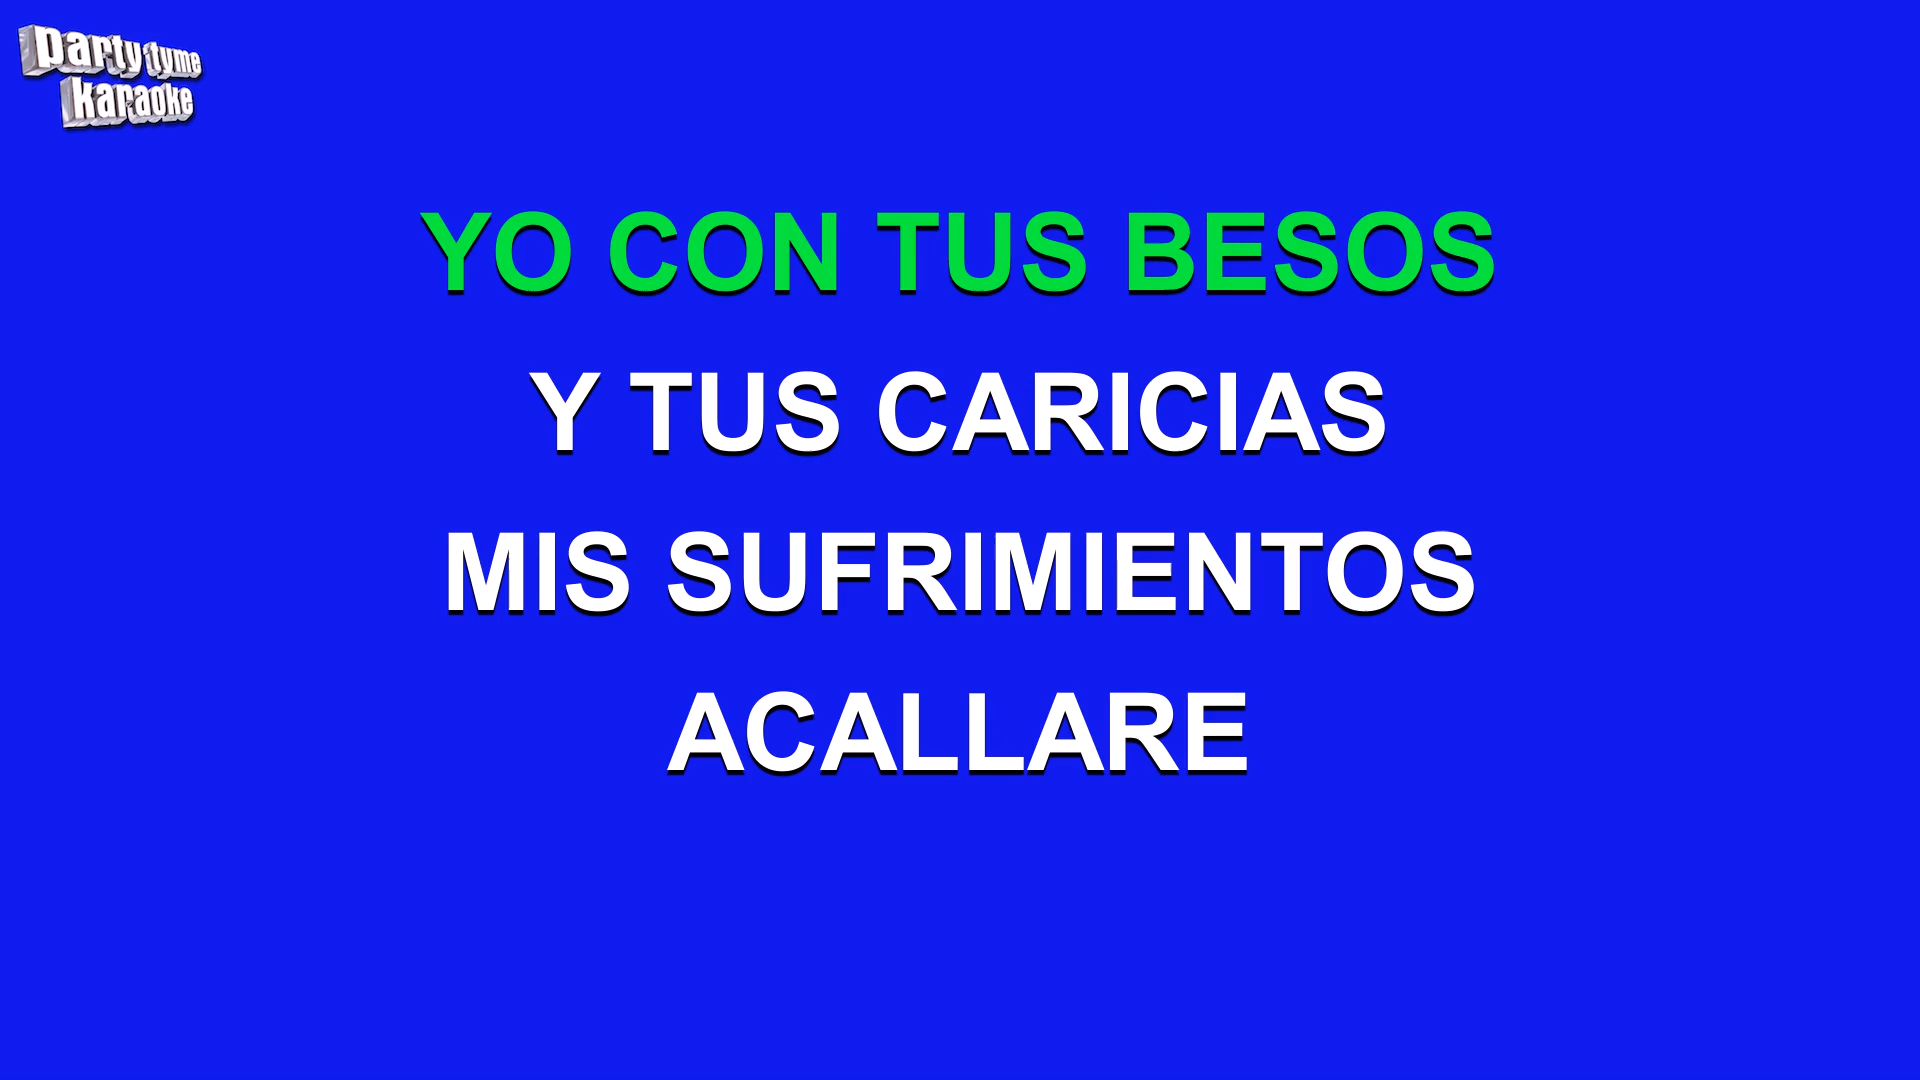 party tyme
karaoke
YO CON TUS BESOS
Y TUS CARICIAS
MIS SUFRIMIENTOS
ACALLARE